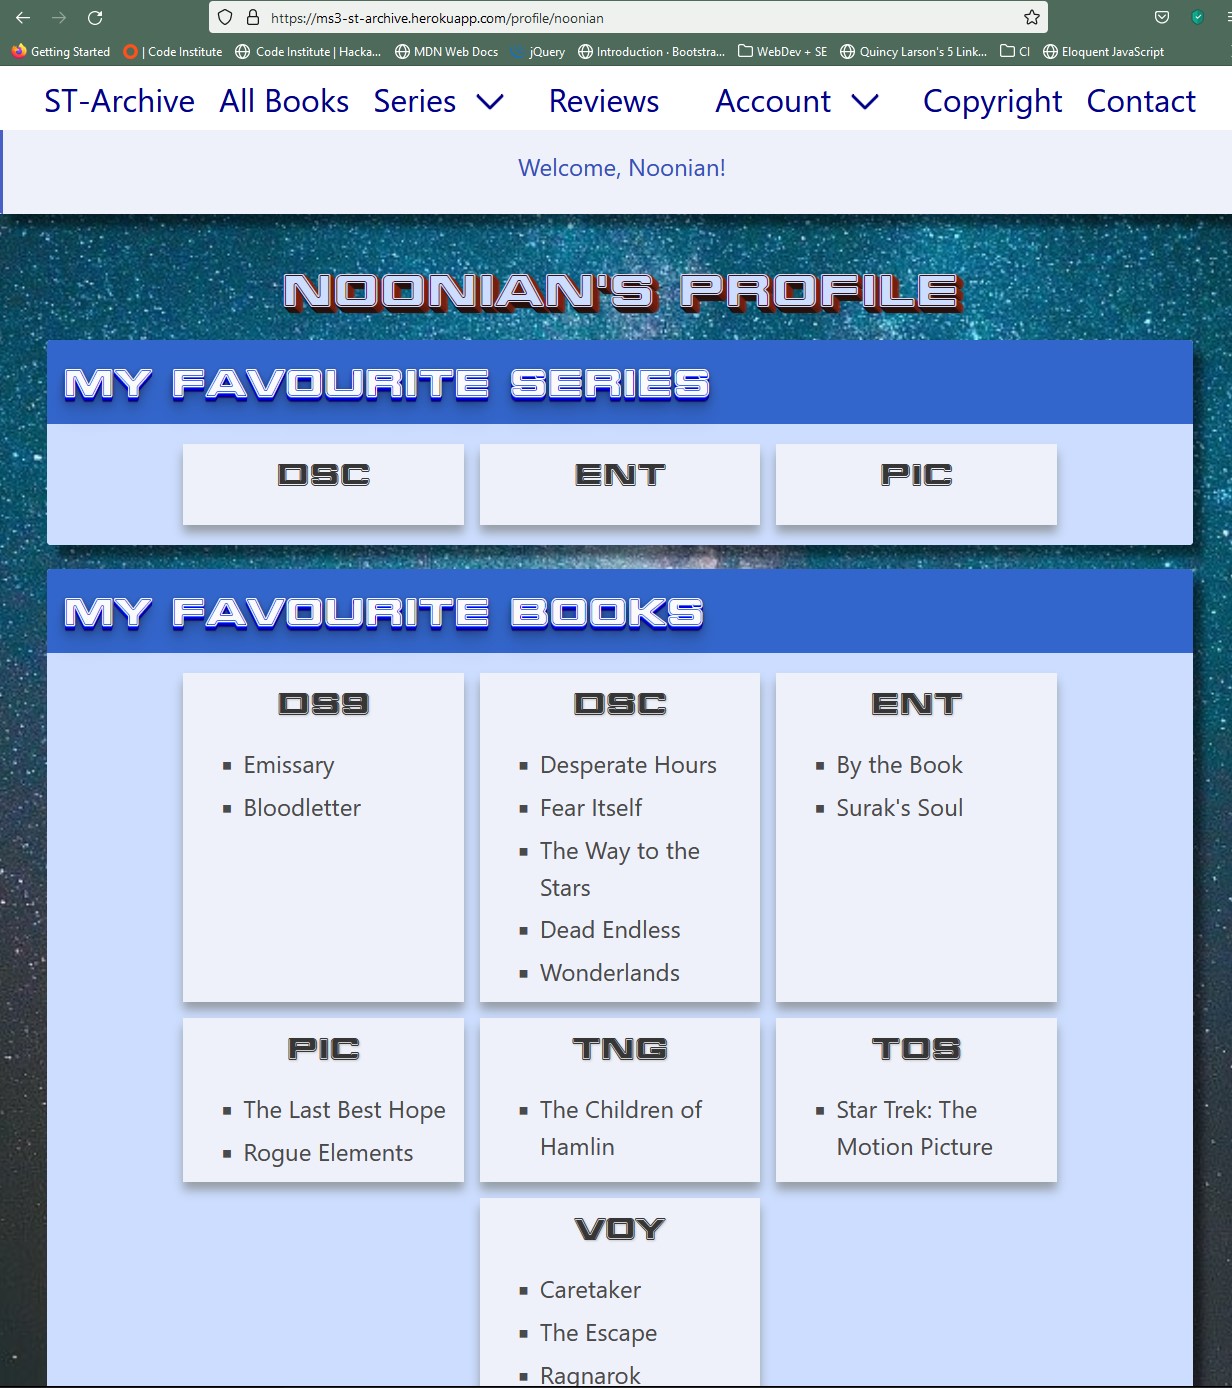 https://ms3-st-archive.herokuapp.com/profile/noonian
Getting Started | Code Institute Code Institute | Hacka... MDN Web Docs jQuery Introduction · Bootstra... WebDev + SE Quincy Larson's 5 Link... CI Eloquent JavaScript
ST-Archive All Books Series Reviews Account Copyright Contact
Welcome, Noonian!
NOONIAN'S PROFILE
MY FAVOURITE SERIES
DSC ENT PIC
MY FAVOURITE BOOKS
DS9
Emissary
Bloodletter
DSC
Desperate Hours
Fear Itself
The Way to the
Stars
Dead Endless
Wonderlands
ENT
By the Book
Surak's Soul
PIC
The Last Best Hope
Rogue Elements
TNG
The Children of
Hamlin
TOS
Star Trek: The
Motion Picture
VOY
Caretaker
The Escape
Ragnarok